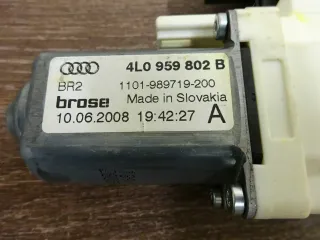 4L0 959 802 B
BR2 1101-989719-200
brose Made in Slovakia
10.06.2008 19:42:27 A